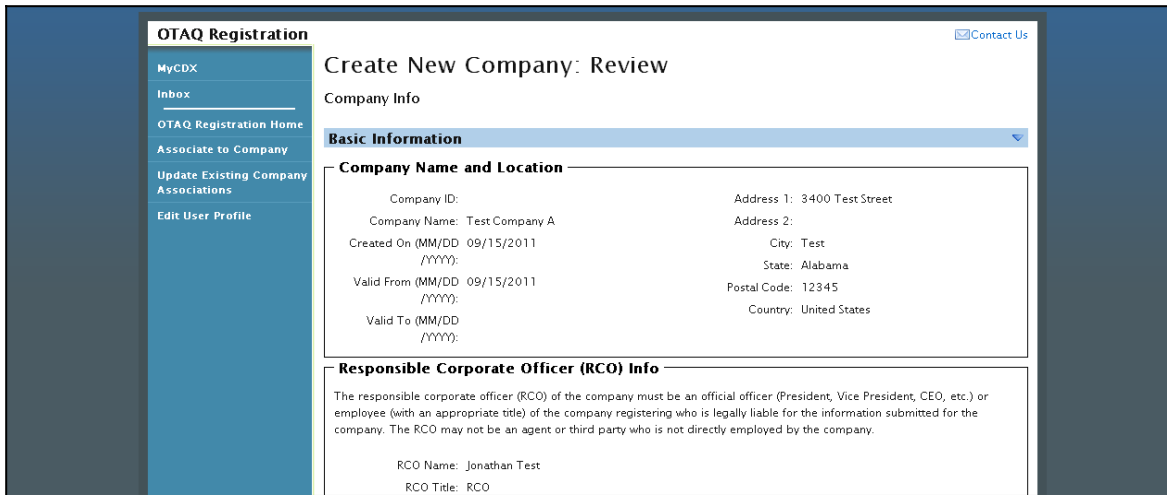 OTAQ Registration
Contact Us
MyCDX
Inbox
OTAQ Registration Home
Associate to Company
Update Existing Company
Associations
Edit User Profile
Create New Company: Review
Company Info
Basic Information
Company Name and Location
Company ID:
Company Name: Test Company A
Created On (MM/DD 09/15/2011
/YYYY):
Valid From (MM/DD 09/15/2011
/YYYY):
Valid To (MM/DD
/YYYY):
Address 1: 3400 Test Street
Address 2:
City: Test
State: Alabama
Postal Code: 12345
Country: United States
Responsible Corporate Officer (RCO) Info
The responsible corporate officer (RCO) of the company must be an official officer (President, Vice President, CEO, etc.) or
employee (with an appropriate title) of the company registering who is legally liable for the information submitted for the
company. The RCO may not be an agent or third party who is not directly employed by the company.
RCO Name: Jonathan Test
RCO Title: RCO